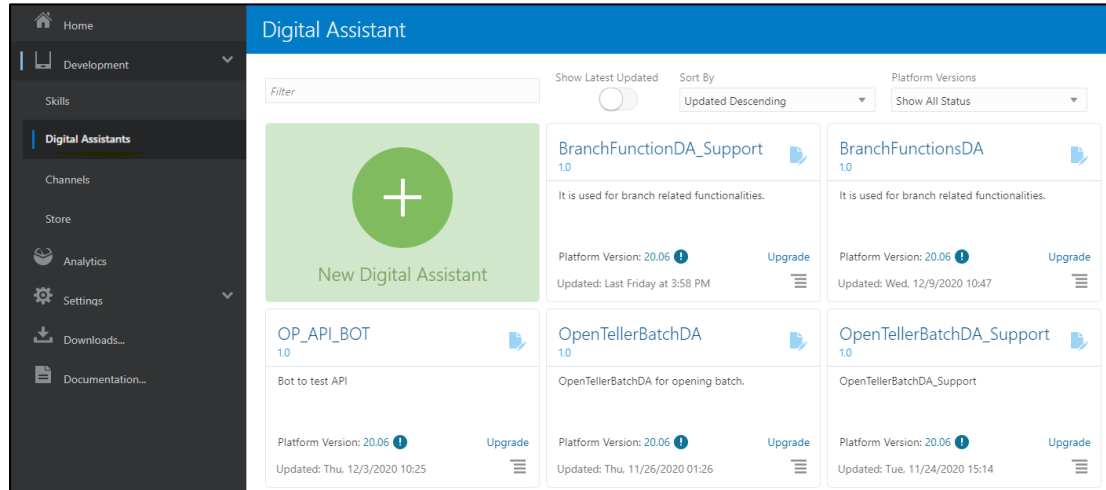 Home
Development
Skills
Digital Assistants
Channels
Store
Analytics
Settings
Downloads...
Documentation...
Digital Assistant
Filter
Show Latest Updated
Sort By
Updated Descending
Platform Versions
Show All Status
New Digital Assistant
BranchFunctionDA_Support
1.0
It is used for branch related functionalities.
Platform Version: 20.06 Upgrade
Updated: Last Friday at 3:58 PM
BranchFunctionsDA
1.0
It is used for branch related functionalities.
Platform Version: 20.06 Upgrade
Updated: Wed, 12/9/2020 10:47
OP_API_BOT
1.0
Bot to test API
Platform Version: 20.06 Upgrade
Updated: Thu, 12/3/2020 10:25
OpenTellerBatchDA
1.0
OpenTellerBatchDA for opening batch.
Platform Version: 20.06 Upgrade
Updated: Thu, 11/26/2020 01:26
OpenTellerBatchDA_Support
1.0
OpenTellerBatchDA_Support
Platform Version: 20.06 Upgrade
Updated: Tue, 11/24/2020 15:14